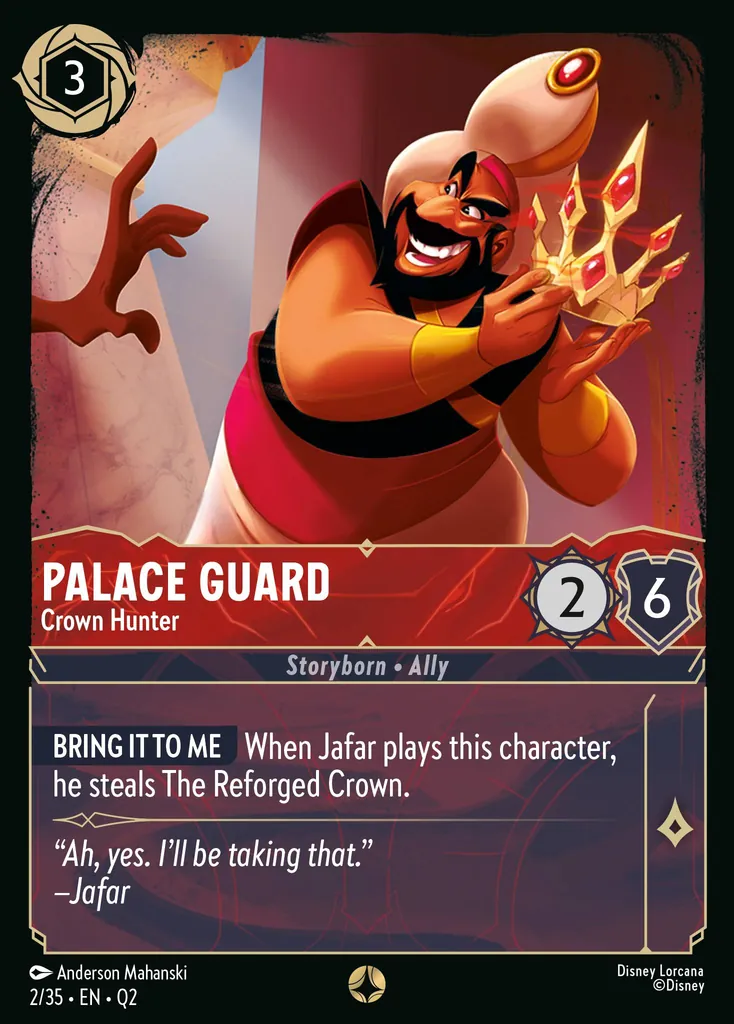 3
PALACE GUARD
Crown Hunter
2
6
Storyborn • Ally
BRING IT TO ME When Jafar plays this character,
he steals The Reforged Crown.
“Ah, yes. I’ll be taking that.”
–Jafar
Anderson Mahanski
2/35 • EN • Q2
Disney Lorcana
©Disney